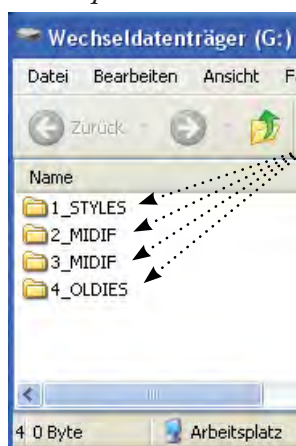 Wechseldatenträger (G:)
Datei Bearbeiten Ansicht
Zurück
Name
1_STYLES
2_MIDIF
3_MIDIF
4_OLDIES
4 0 Byte Arbeitsplatz